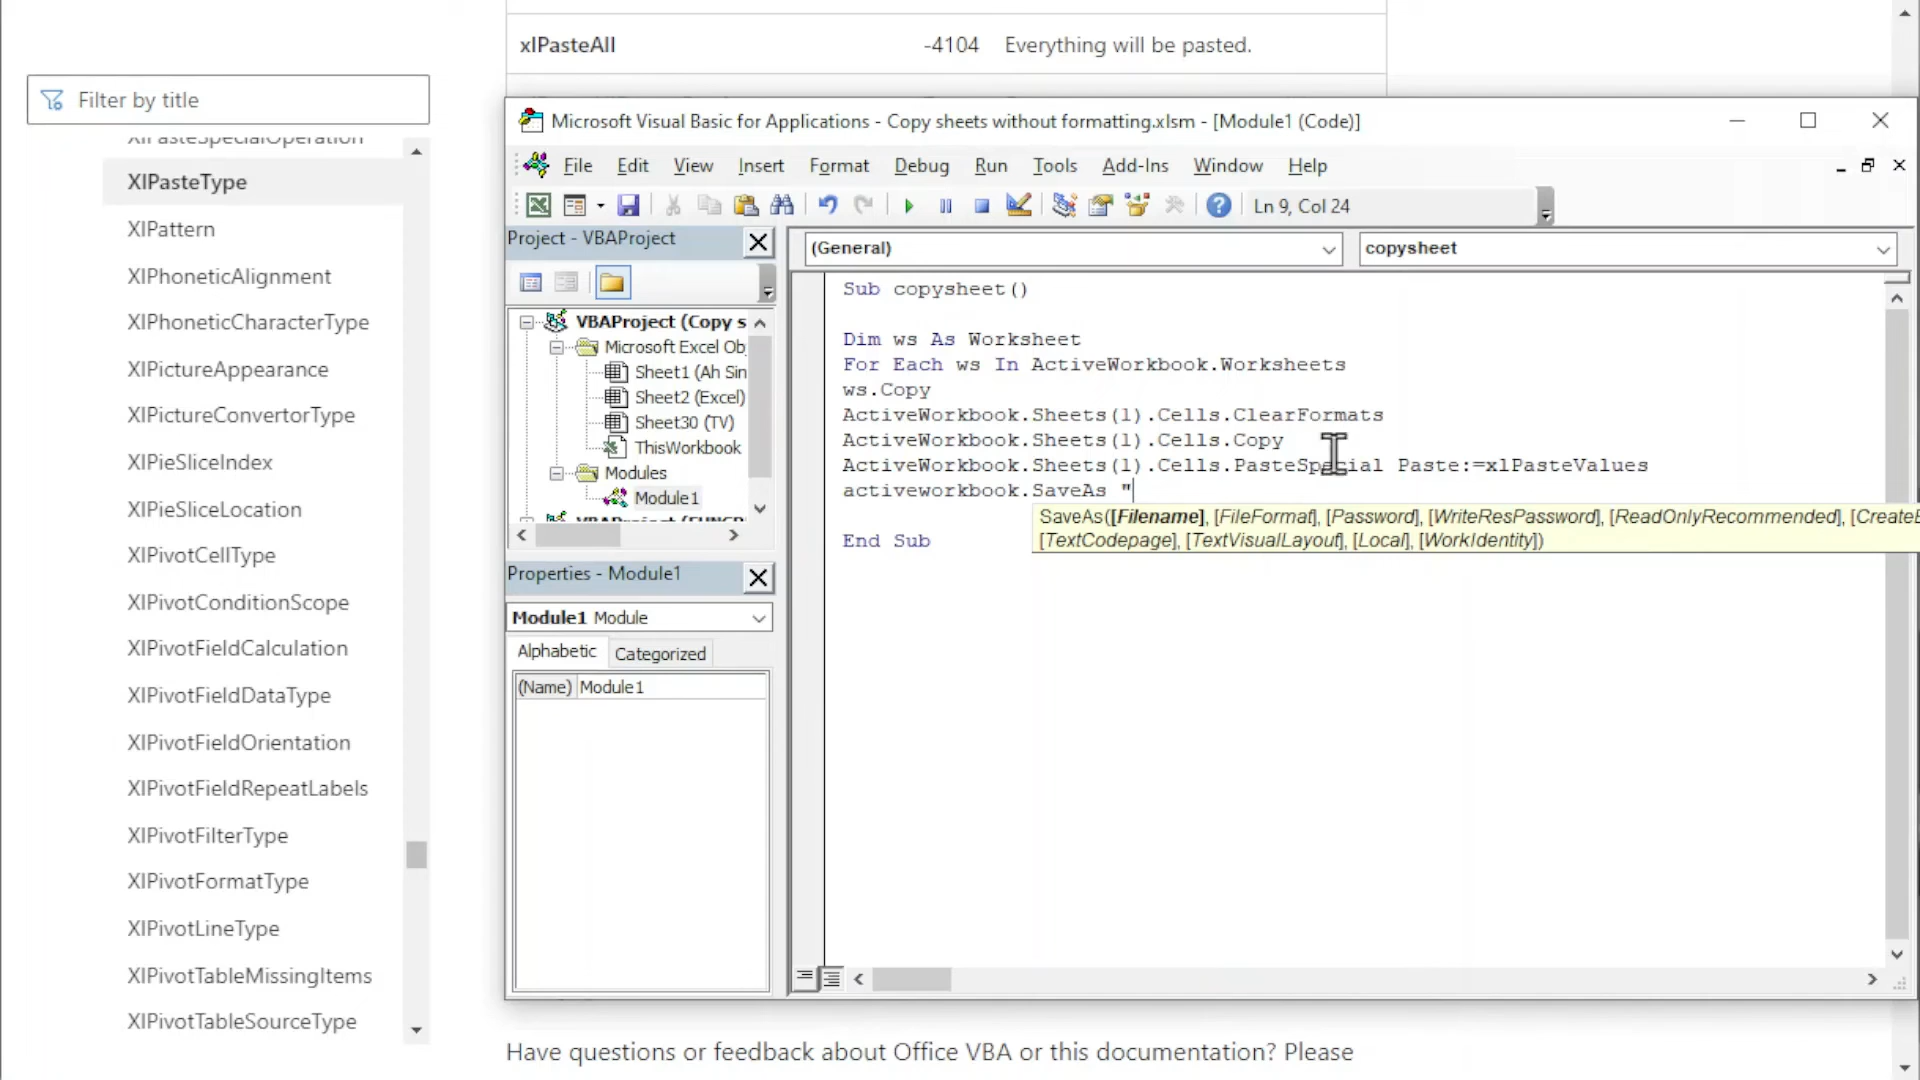 xlPasteAll -4104 Everything will be pasted.
Filter by title
XlPasteSpecialOperation
XlPasteType
XlPattern
XlPhoneticAlignment
XlPhoneticCharacterType
XlPictureAppearance
XlPictureConvertorType
XlPieSliceIndex
XlPieSliceLocation
XlPivotCellType
XlPivotConditionScope
XlPivotFieldCalculation
XlPivotFieldDataType
XlPivotFieldOrientation
XlPivotFieldRepeatLabels
XlPivotFilterType
XlPivotFormatType
XlPivotLineType
XlPivotTableMissingItems
XlPivotTableSourceType
Microsoft Visual Basic for Applications - Copy sheets without formatting.xlsm - [Module1 (Code)]
File Edit View Insert Format Debug Run Tools Add-Ins Window Help
Ln 9, Col 24
Project - VBAProject
VBAProject (Copy s
Microsoft Excel Ob
Sheet1 (Ah Sin
Sheet2 (Excel)
Sheet30 (TV)
ThisWorkbook
Modules
Module1
Properties - Module1
Module1 Module
Alphabetic Categorized
(Name) Module1
(General) copysheet
Sub copysheet()
Dim ws As Worksheet
For Each ws In ActiveWorkbook.Worksheets
ws.Copy
ActiveWorkbook.Sheets(1).Cells.ClearFormats
ActiveWorkbook.Sheets(1).Cells.Copy
ActiveWorkbook.Sheets(1).Cells.PasteSpecial Paste:=xlPasteValues
activeworkbook.SaveAs "
SaveAs([Filename], [FileFormat], [Password], [WriteResPassword], [ReadOnlyRecommended], [CreateB
[TextCodepage], [TextVisualLayout], [Local], [WorkIdentity])
End Sub
Have questions or feedback about Office VBA or this documentation? Please